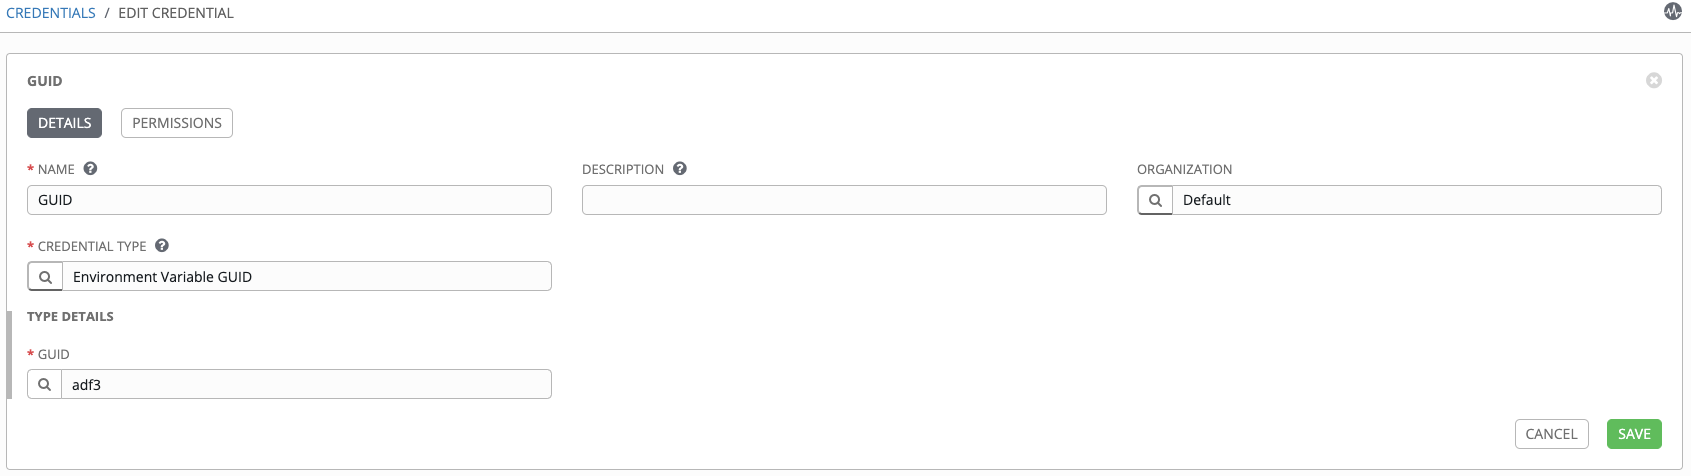 CREDENTIALS / EDIT CREDENTIAL
GUID
DETAILS PERMISSIONS
* NAME ? DESCRIPTION ? ORGANIZATION
GUID Default
* CREDENTIAL TYPE ?
Environment Variable GUID
TYPE DETAILS
* GUID
adf3
CANCEL SAVE